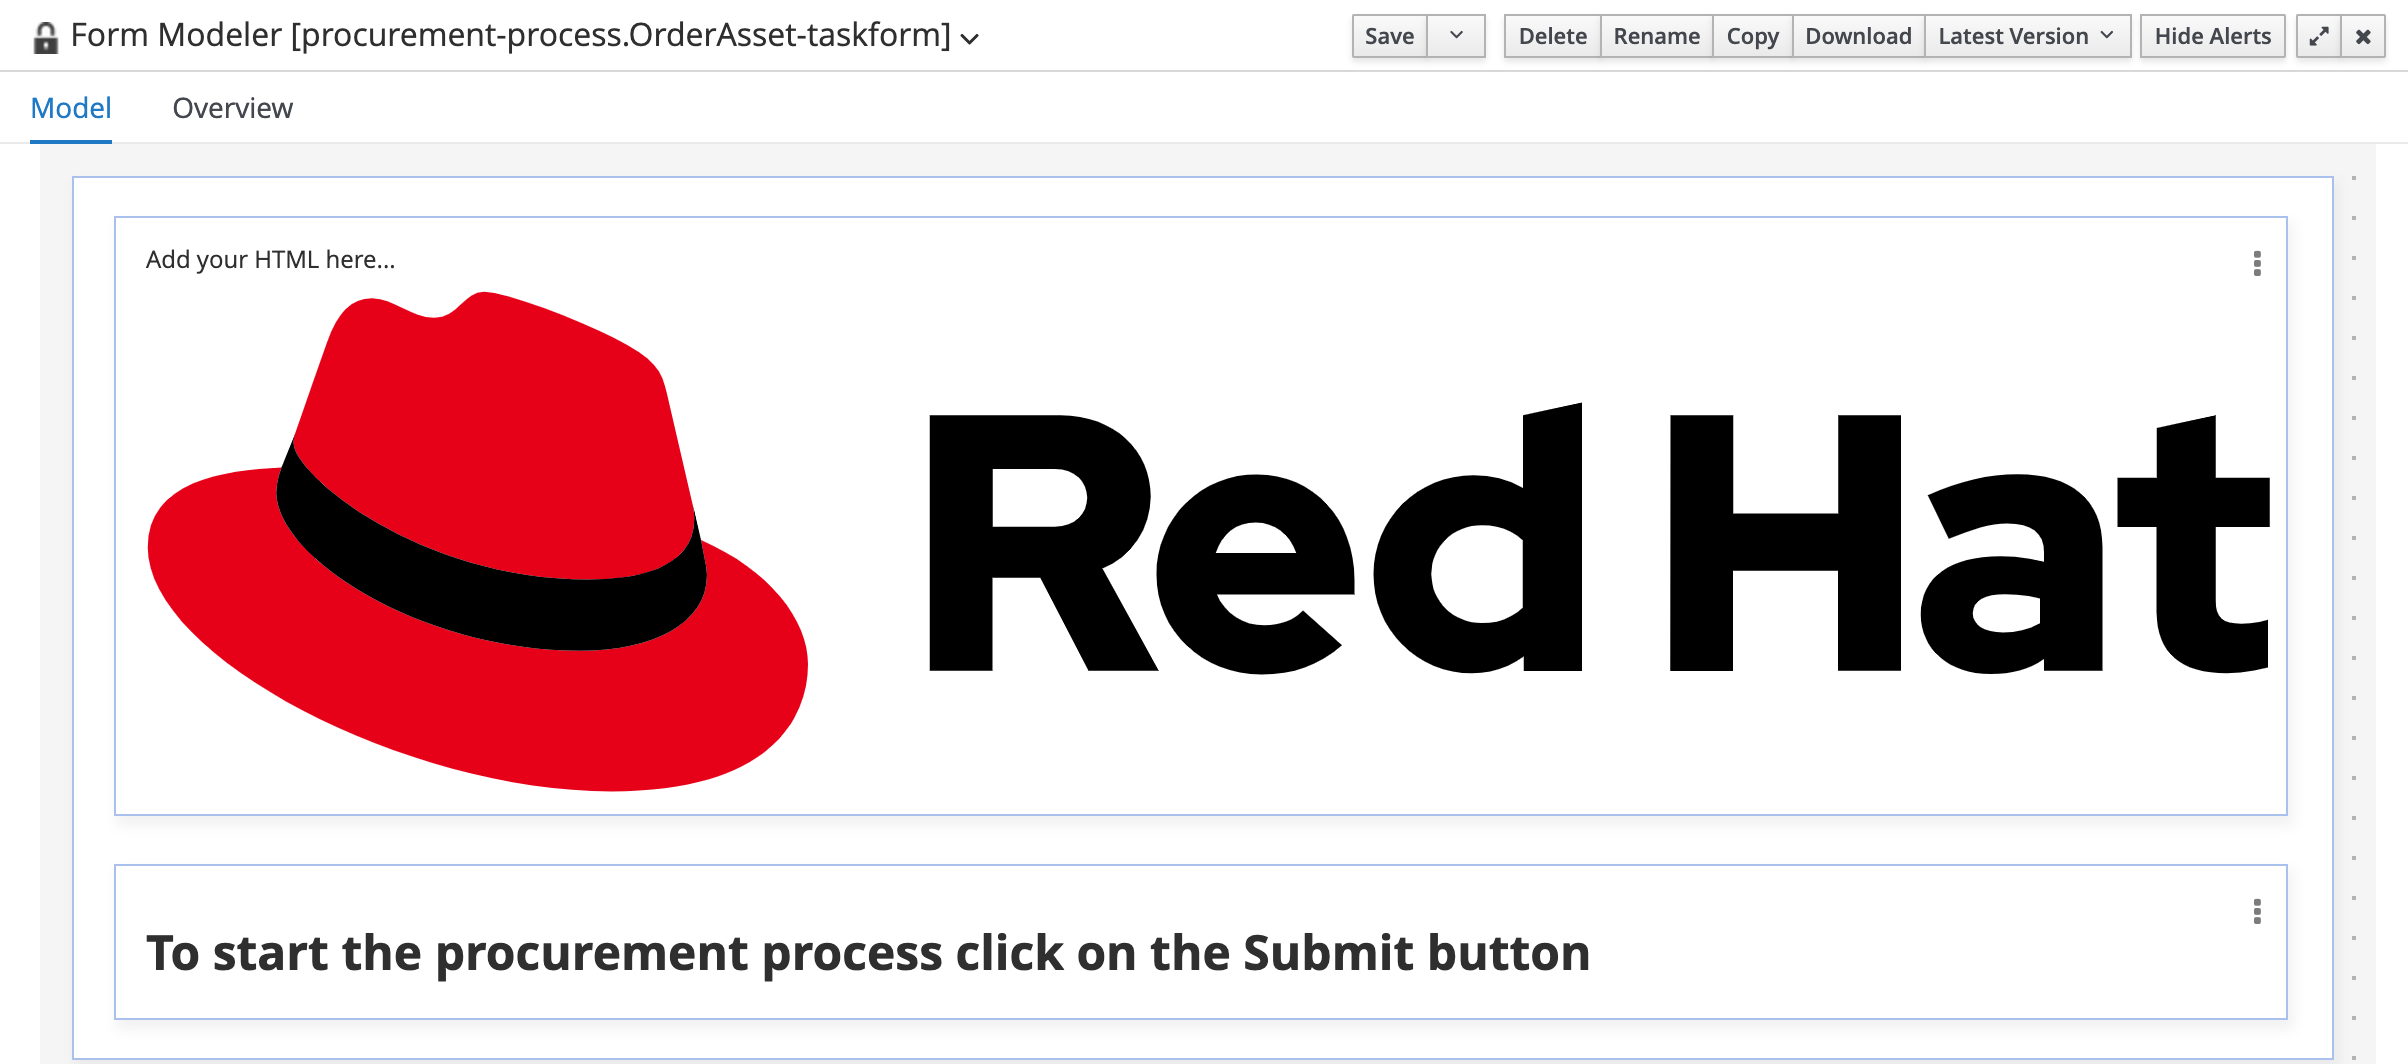 Form Modeler [procurement-process.OrderAsset-taskform]
Save Delete Rename Copy Download Latest Version Hide Alerts
Model Overview
Add your HTML here...
Red Hat
To start the procurement process click on the Submit button